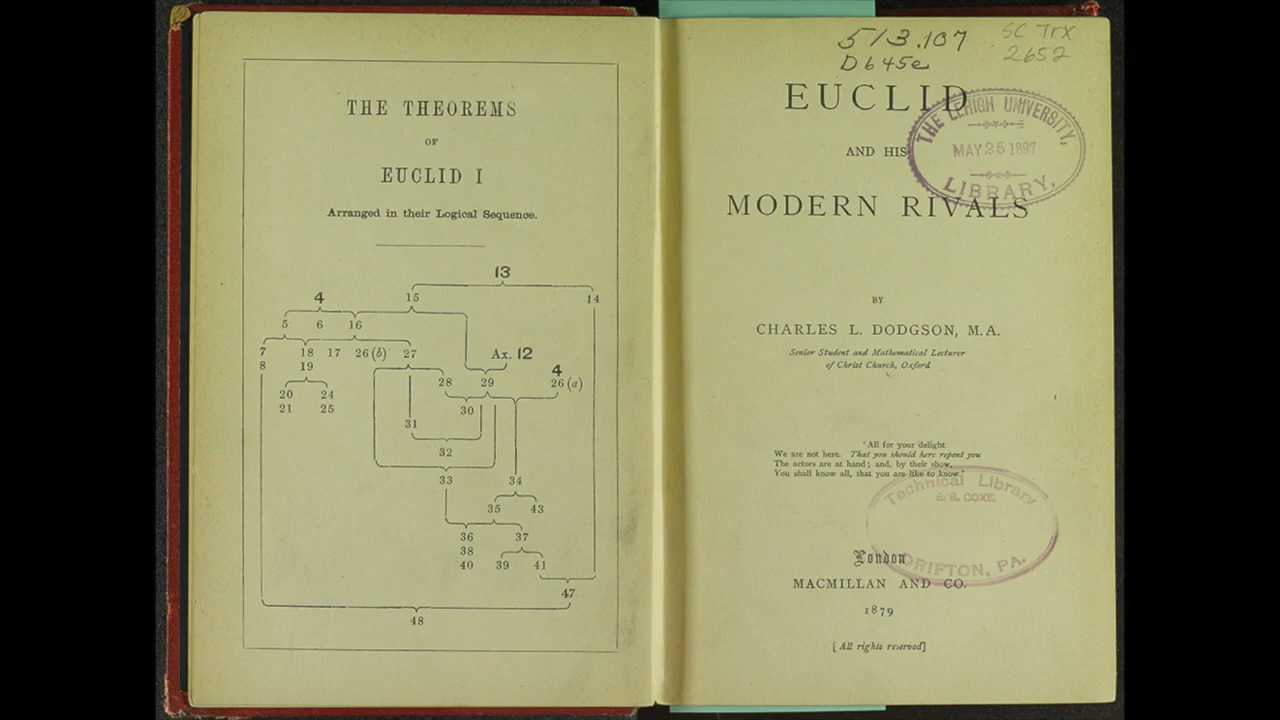 THE THEOREMS
OF
EUCLID I
Arranged in their Logical Sequence.
13
4 15 14
5 6 16
7 18 17 26 (b) 27 Ax. 12
8 19 28 29 4
26 (a)
20 24 30
21 25 31
32
33 34
35 43
36 37
38
40 39 41
47
48
513.107
D645e
SC Trx
2652
EUCLID
THE LEHIGH UNIVERSITY,
MAY 25 1897
LIBRARY,
AND HIS
MODERN RIVALS
BY
CHARLES L. DODGSON, M.A.
Senior Student and Mathematical Lecturer
of Christ Church, Oxford
'All for your delight
We are not here. That you should here repent you
The actors are at hand; and, by their show,
You shall know all, that you are like to know.'
Technical Library
E. B. COXE,
DRIFTON, PA.
London
MACMILLAN AND CO.
1879
[All rights reserved]